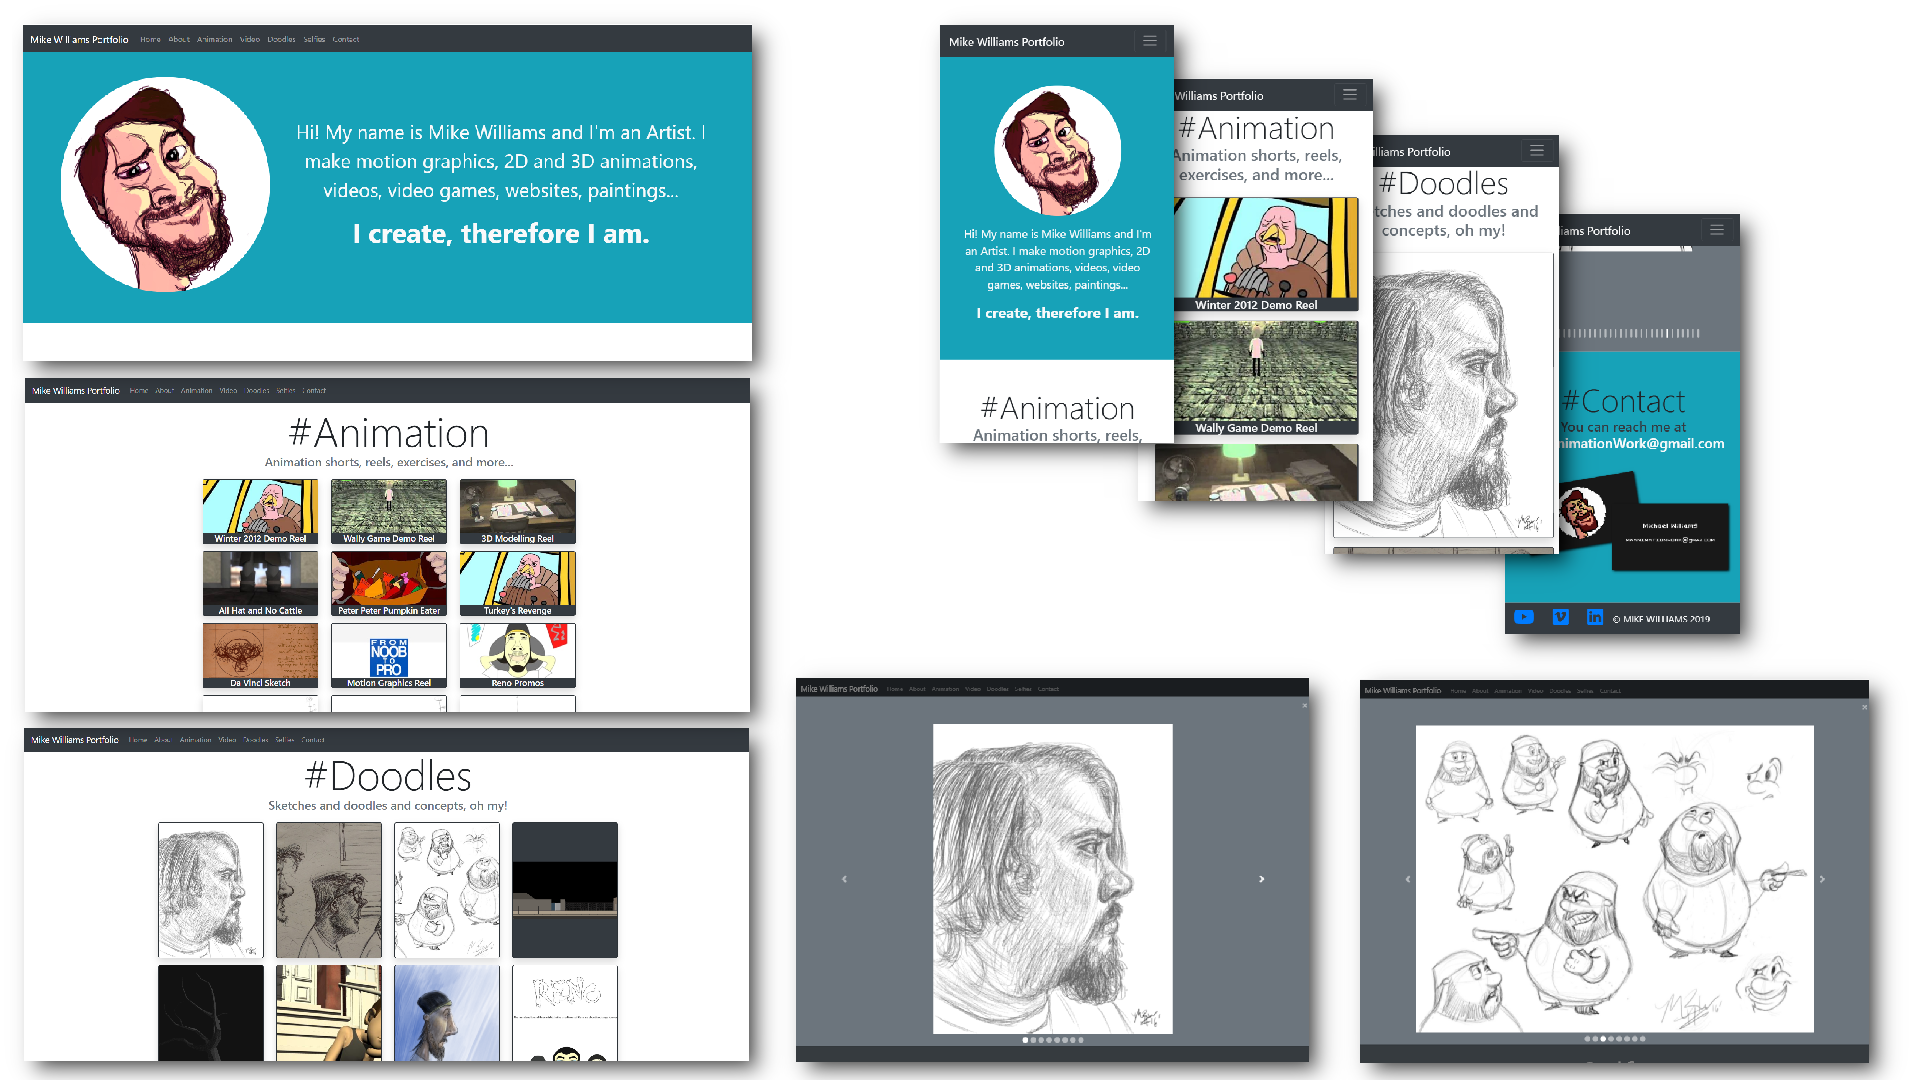 Mike Williams Portfolio Home About Animation Video Doodles Selfies Contact
Hi! My name is Mike Williams and I'm an Artist. I
make motion graphics, 2D and 3D animations,
videos, video games, websites, paintings...
I create, therefore I am.
Mike Williams Portfolio Home About Animation Video Doodles Selfies Contact
#Animation
Animation shorts, reels, exercises, and more...
Winter 2012 Demo Reel
Wally Game Demo Reel
3D Modelling Reel
All Hat and No Cattle
Peter Peter Pumpkin Eater
Turkey's Revenge
Da Vinci Sketch
FROM
NOOB
TO
PRO
Motion Graphics Reel
Reno Promos
Mike Williams Portfolio Home About Animation Video Doodles Selfies Contact
#Doodles
Sketches and doodles and concepts, oh my!
RENO
Mike Williams Portfolio
Hi! My name is Mike Williams and I'm
an Artist. I make motion graphics, 2D
and 3D animations, videos, video
games, websites, paintings...
I create, therefore I am.
#Animation
Animation shorts, reels,
Williams Portfolio
#Animation
Animation shorts, reels,
exercises, and more...
Winter 2012 Demo Reel
Wally Game Demo Reel
illiams Portfolio
#Doodles
tches and doodles and
concepts, oh my!
iams Portfolio
#Contact
You can reach me at
nimationWork@gmail.com
Michael Williams
© MIKE WILLIAMS 2019
Mike Williams Portfolio Home About Animation Video Doodles Selfies Contact
Mike Williams Portfolio Home About Animation Video Doodles Selfies Contact